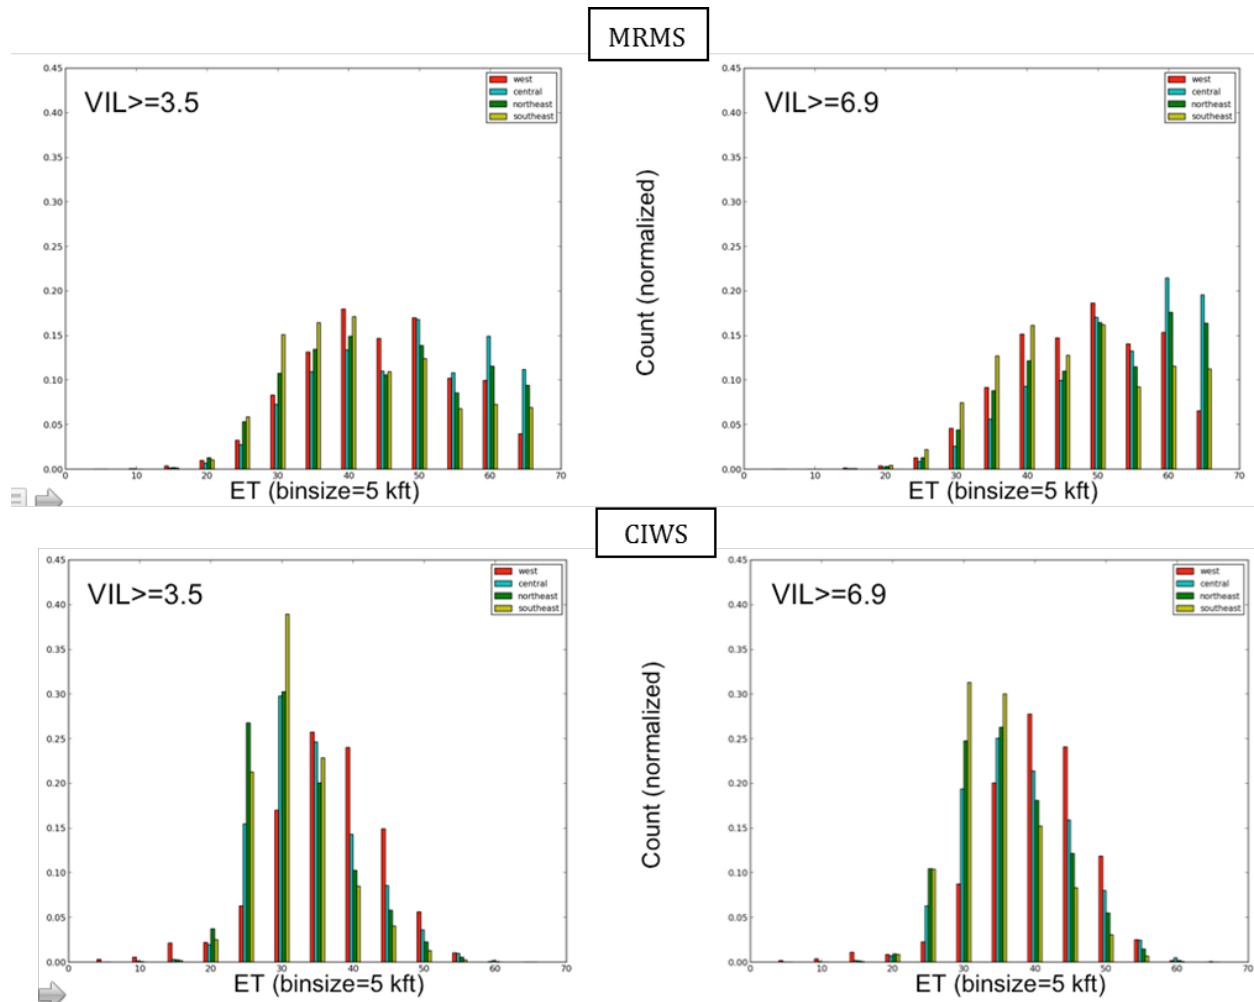 MRMS
VIL>=3.5
west
central
northeast
southeast
0.45
0.40
0.35
0.30
0.25
0.20
0.15
0.10
0.05
0.00
0 10 20 30 40 50 60 70
ET (binsize=5 kft)
Count (normalized)
VIL>=6.9
west
central
northeast
southeast
0.45
0.40
0.35
0.30
0.25
0.20
0.15
0.10
0.05
0.00
0 10 20 30 40 50 60 70
ET (binsize=5 kft)
CIWS
VIL>=3.5
west
central
northeast
southeast
0.45
0.40
0.35
0.30
0.25
0.20
0.15
0.10
0.05
0.00
0 10 20 30 40 50 60 70
ET (binsize=5 kft)
Count (normalized)
VIL>=6.9
west
central
northeast
southeast
0.45
0.40
0.35
0.30
0.25
0.20
0.15
0.10
0.05
0.00
0 10 20 30 40 50 60 70
ET (binsize=5 kft)